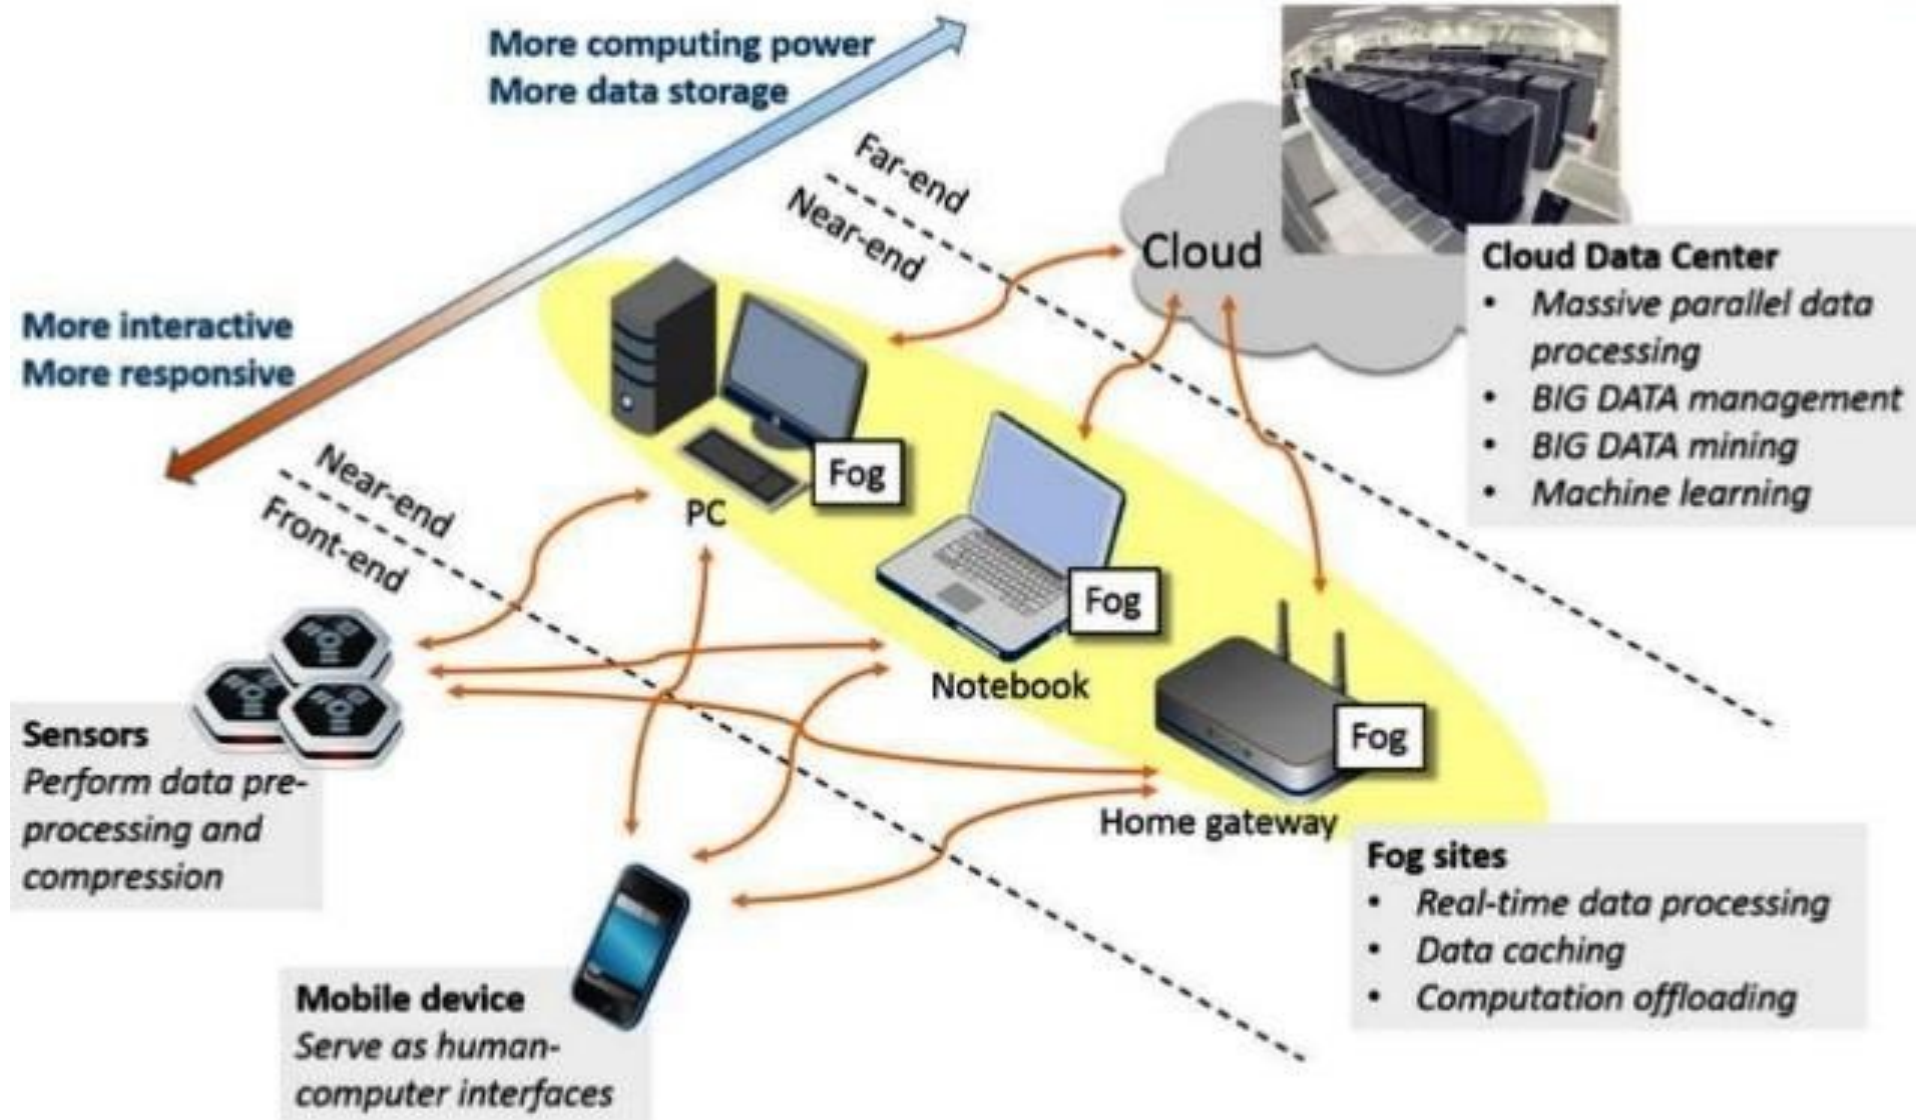 More computing power
More data storage
Far-end
Near-end
Cloud
Cloud Data Center
• Massive parallel data
processing
• BIG DATA management
• BIG DATA mining
• Machine learning
More interactive
More responsive
Near-end
Front-end
Fog
PC
Fog
Notebook
Fog
Home gateway
Sensors
Perform data pre-
processing and
compression
Mobile device
Serve as human-
computer interfaces
Fog sites
• Real-time data processing
• Data caching
• Computation offloading